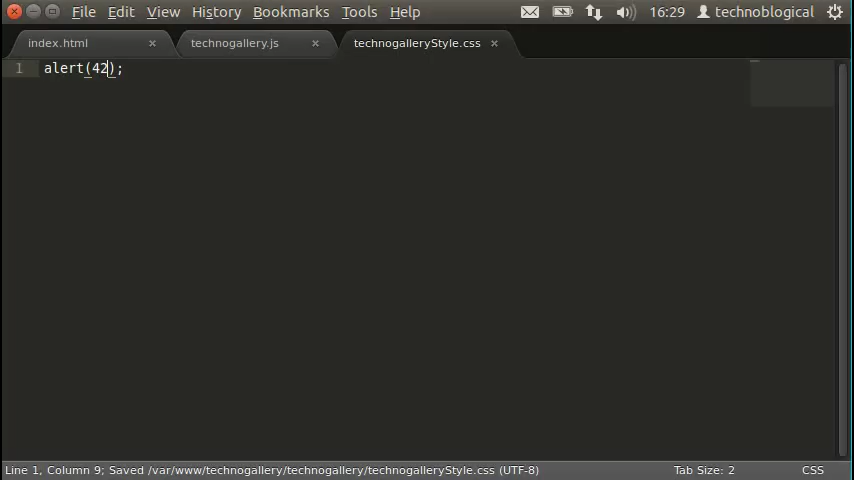 File Edit View History Bookmarks Tools Help 16:29 technoblogical
index.html technogallery.js technogalleryStyle.css
1 alert(42);
Line 1, Column 9; Saved /var/www/technogallery/technogallery/technogalleryStyle.css (UTF-8) Tab Size: 2 CSS